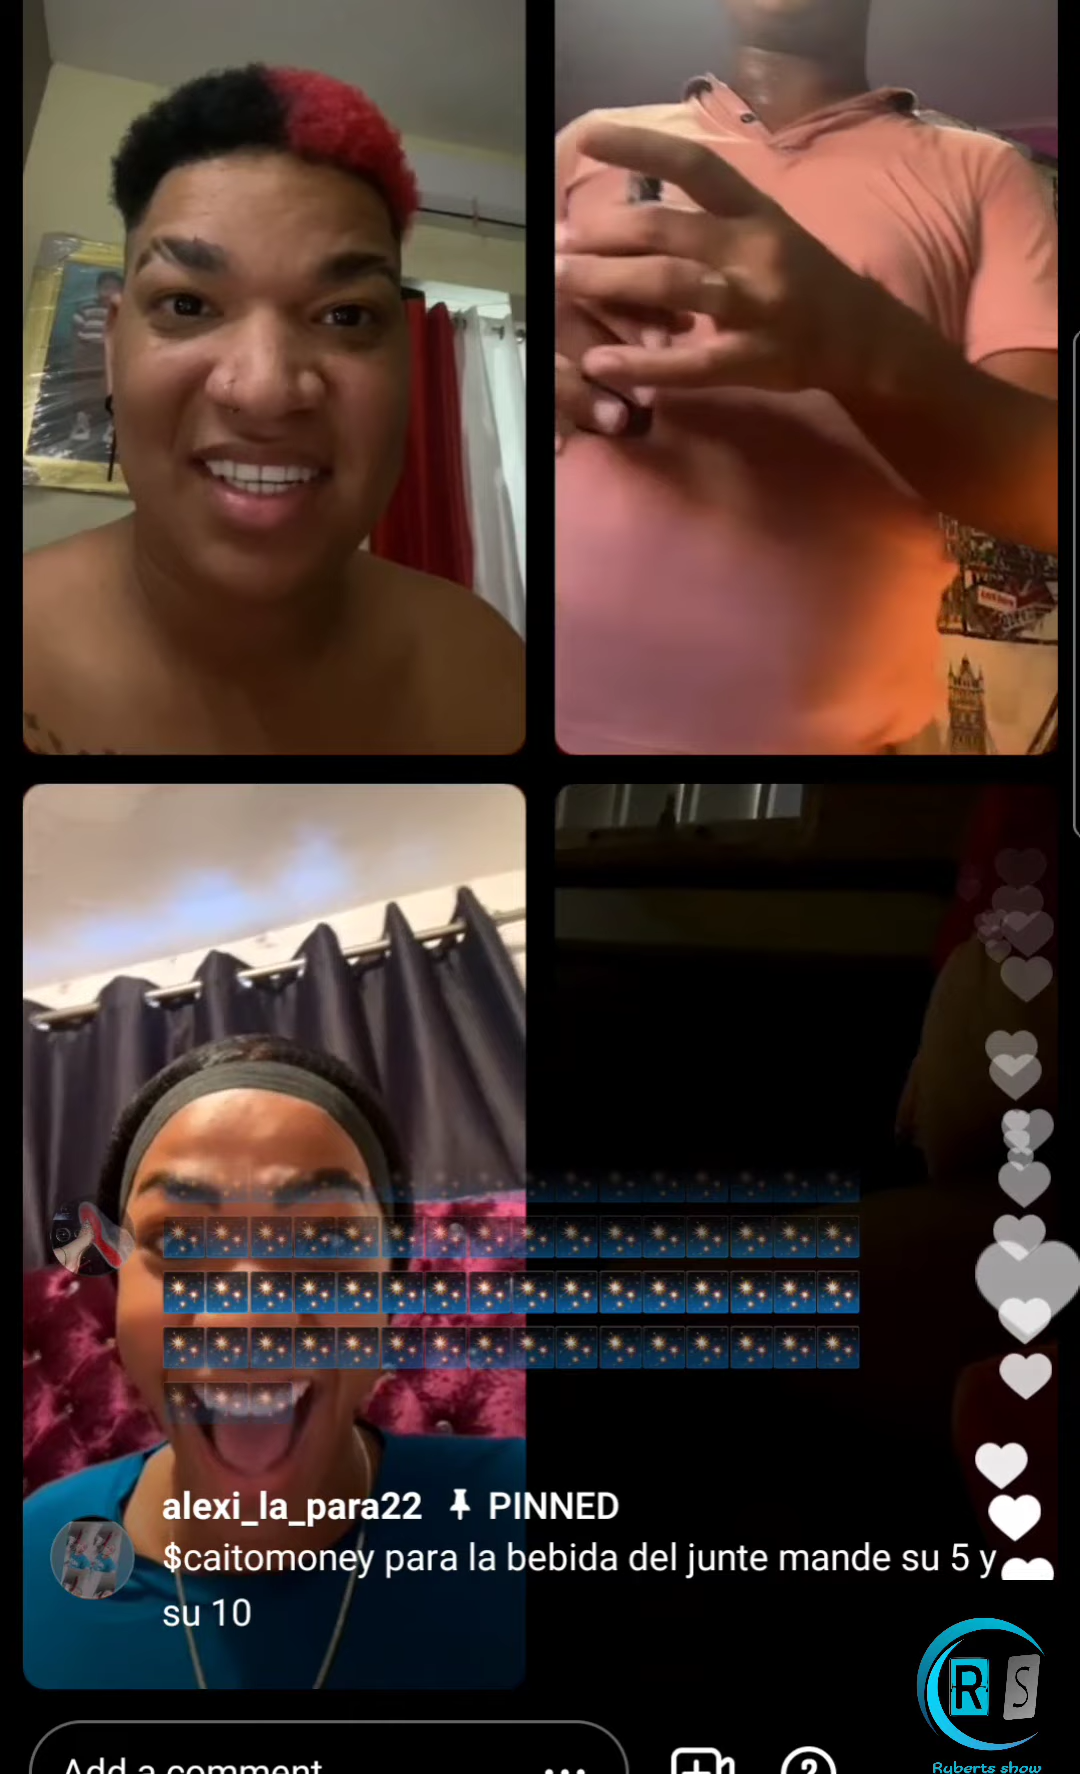 alexi_la_para22 PINNED
$caitomoney para la bebida del junte mande su 5 y
su 10
R S
Ryberts show
Add a comment